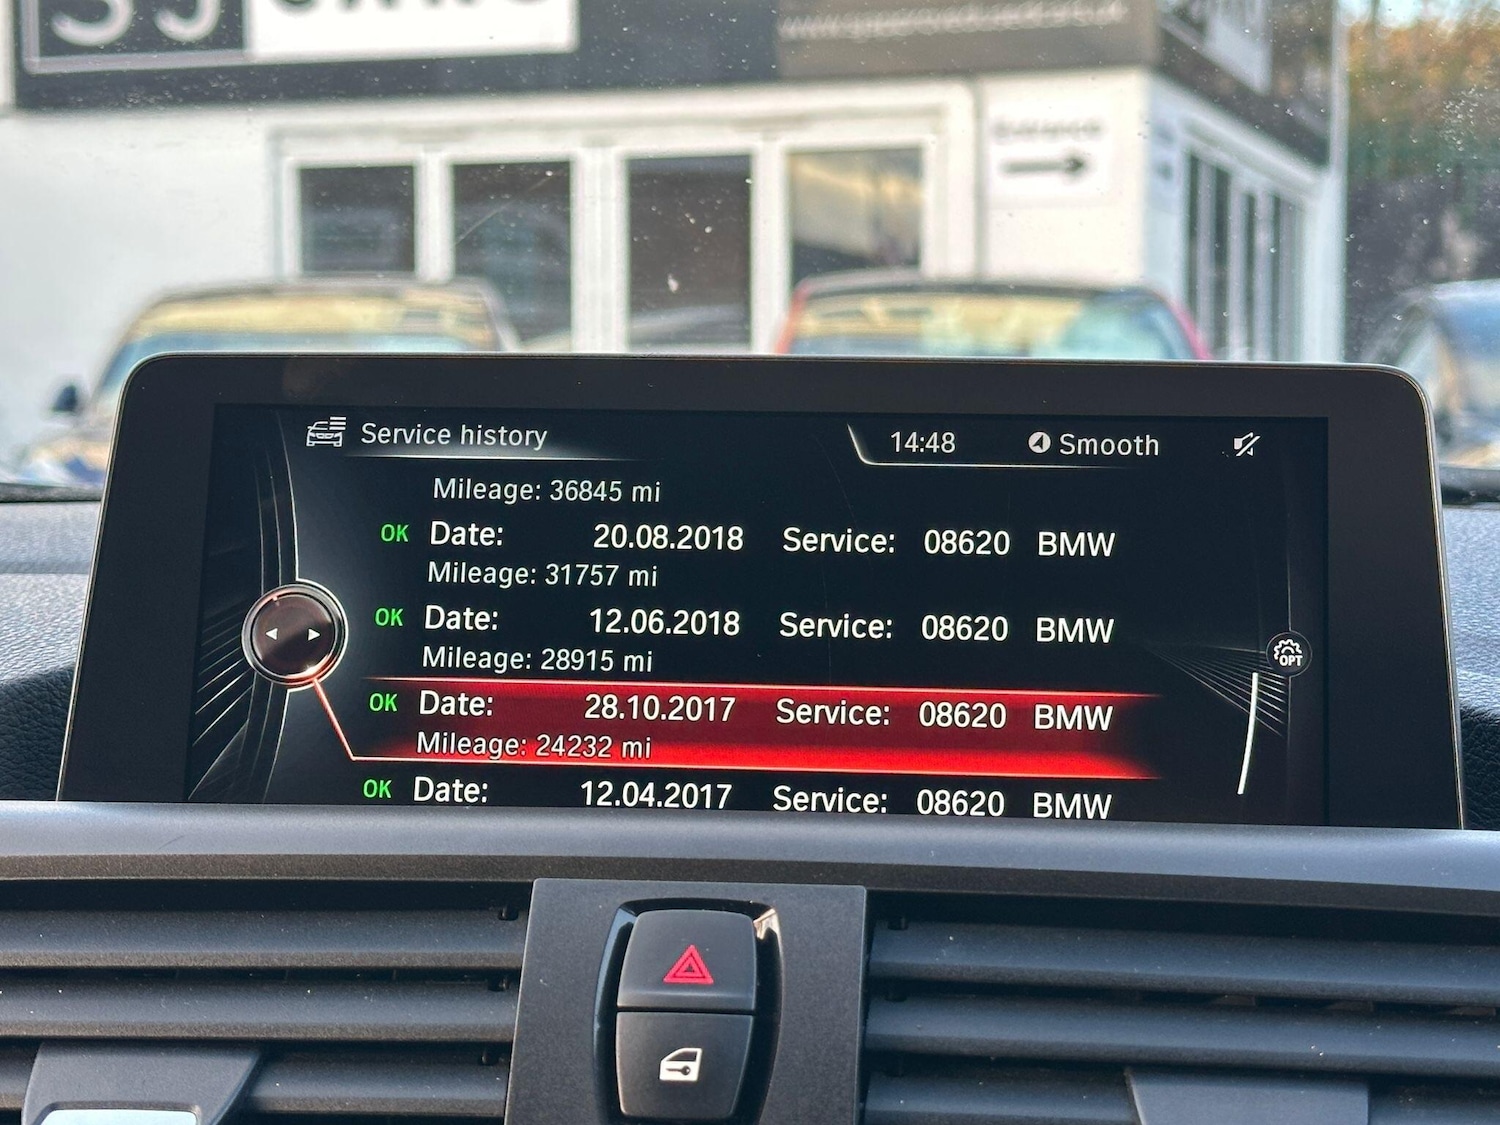 Entrance
Service history
14:48
Smooth
Mileage: 36845 mi
OK Date: 20.08.2018 Service: 08620 BMW
Mileage: 31757 mi
OK Date: 12.06.2018 Service: 08620 BMW
Mileage: 28915 mi
OK Date: 28.10.2017 Service: 08620 BMW
Mileage: 24232 mi
OK Date: 12.04.2017 Service: 08620 BMW
OPT